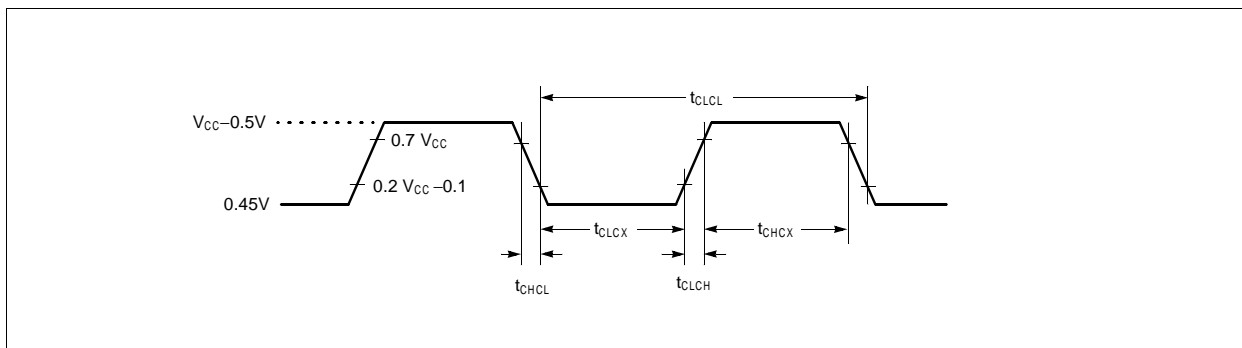 tCLCL
VCC–0.5V
0.7 VCC
0.2 VCC –0.1
0.45V
tCLCX
tCHCX
tCHCL
tCLCH